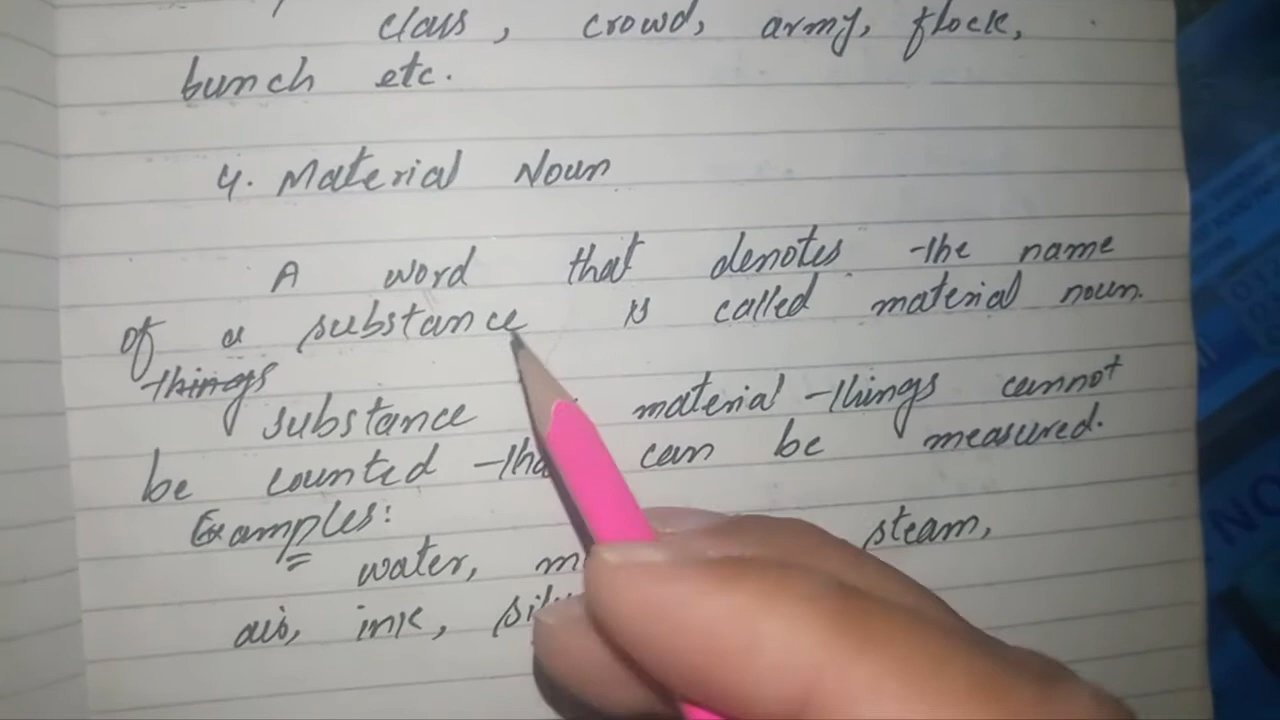 class, crowd, army, flock,
bunch etc.
4. Material Noun
A word that denotes the name
of a substance is called material noun.
things
substance material things cannot
be counted that can be measured.
Examples:
water, steam,
air, ink,